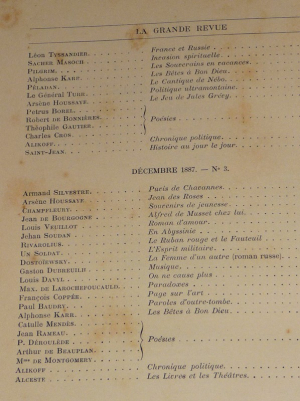 LA GRANDE REVUE
Léon Tissandier. France et Russie
Sacher Masoch Invasion spirituelle
Pilgrim. Les Souverains en vacances.
Alphonse Karr. Les Bêtes à Bon Dieu.
Péladan. Le Cantique de Nébo.
Le Général Turr. Politique ultramontaine.
Arsène Houssaye. Le Jeu de Jules Grévy.
Petrus Borel.
Robert de Bonnières.
Théophile Gautier. Poésies
Charles Cros.
Alikoff. Chronique politique.
Saint-Jean. Histoire au jour le jour.
DÉCEMBRE 1887. — N° 3.
Armand Silvestre. Puvis de Chavannes.
Arsène Houssaye Jean des Roses
Champfleury. Souvenirs de jeunesse.
Jean de Bourgogne Alfred de Musset chez lui.
Louis Veuillot Roman d'amour.
Jehan Soudan En Abyssinie
Rivarolius. Le Ruban rouge et le Fauteuil
Un Soldat. L'Esprit militaire.
Dostoïewsky. La Femme d'un autre [roman russe].
Gaston Dubreuilh Musique.
Louis Davyl. On ne cause plus
Max. de Larochefoucauld. Paradoxes
François Coppée. Page sur l'art
Paul Baudry. Paroles d'outre-tombe.
Alphonse Karr. Les Bêtes à Bon Dieu.
Catulle Mendès.
Jean Rameau.
P. Déroulède. Poésies
Arthur de Beauplan.
Mme de Montgomery.
Alikoff Chronique politique.
Alceste Les Livres et les Théâtres.